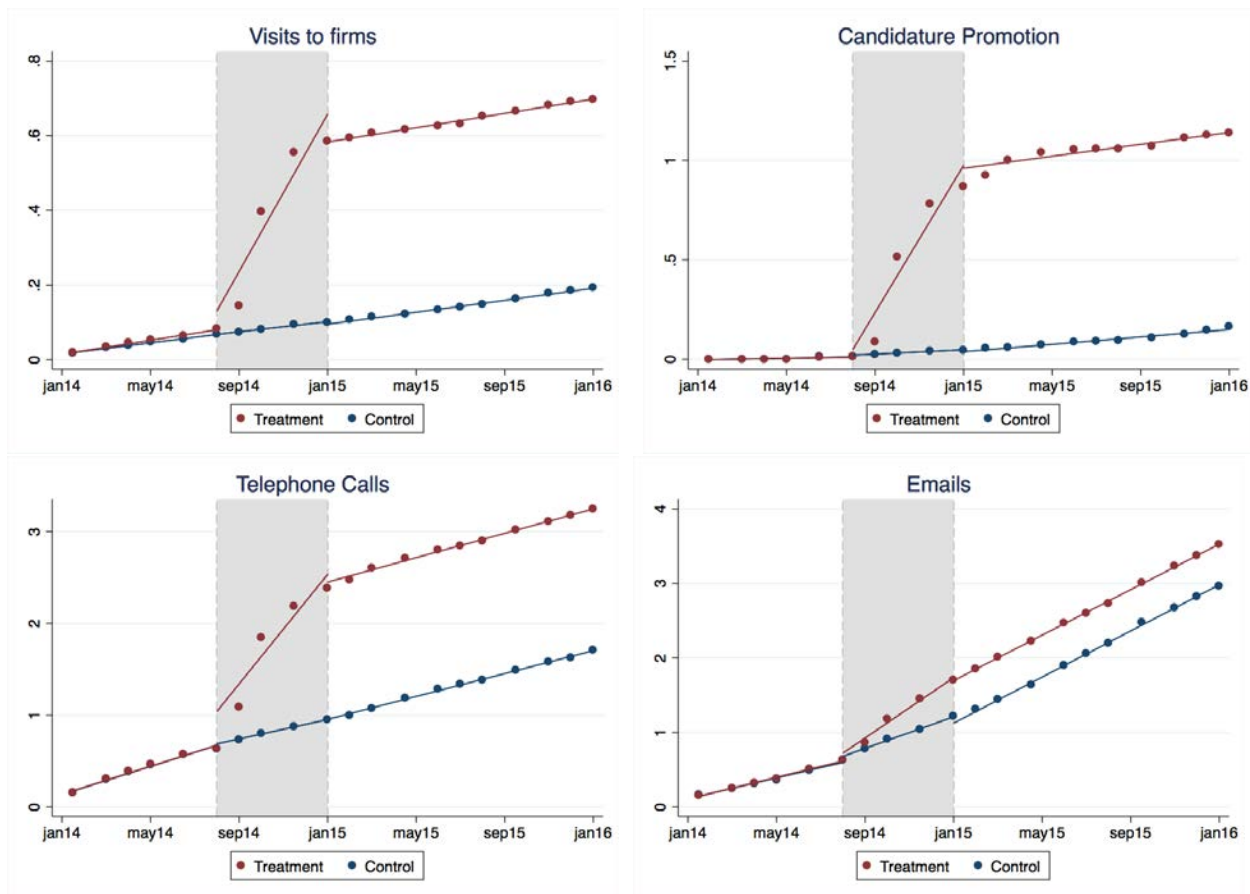 Visits to firms
.8
.6
.4
.2
0
jan14 may14 sep14 jan15 may15 sep15 jan16
Treatment Control
Candidature Promotion
1.5
1
.5
0
jan14 may14 sep14 jan15 may15 sep15 jan16
Treatment Control
Telephone Calls
3
2
1
0
jan14 may14 sep14 jan15 may15 sep15 jan16
Treatment Control
Emails
4
3
2
1
0
jan14 may14 sep14 jan15 may15 sep15 jan16
Treatment Control